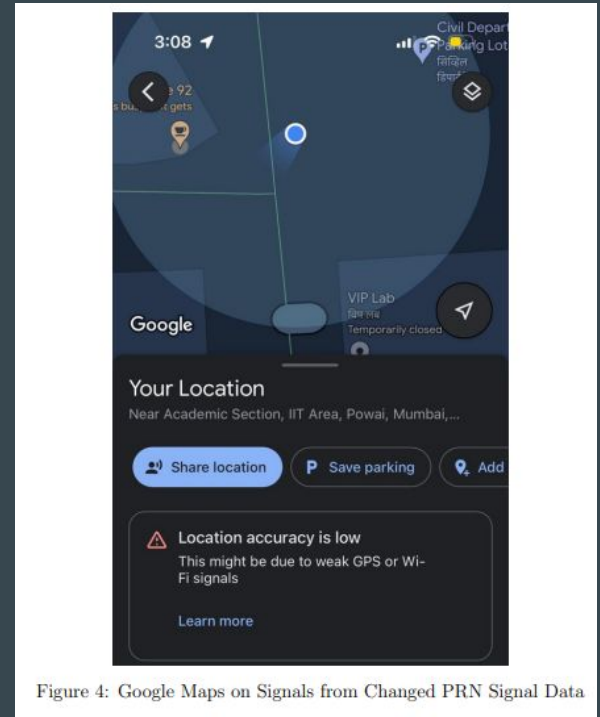 3:08
Civil Depart
Parking Lot
सिव्हिल
92
gets
VIP Lab
Temporarily closed
Google
Your Location
Near Academic Section, IIT Area, Powai, Mumbai,...
Share location
P Save parking
Add
Location accuracy is low
This might be due to weak GPS or Wi-
Fi signals
Learn more
Figure 4: Google Maps on Signals from Changed PRN Signal Data